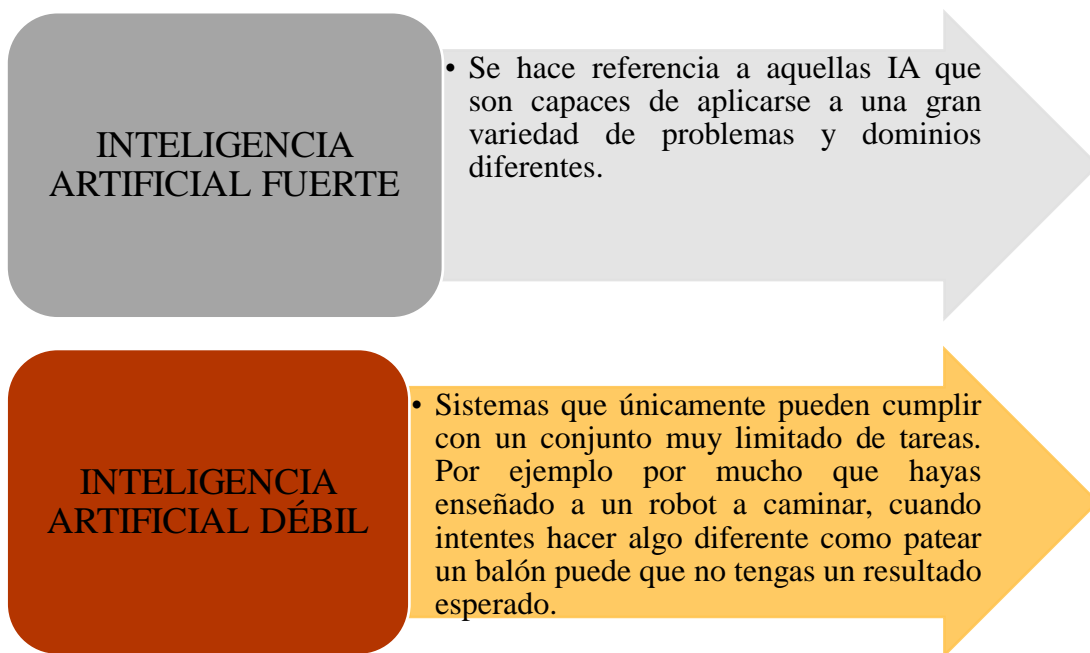 INTELIGENCIA
ARTIFICIAL FUERTE
• Se hace referencia a aquellas IA que
son capaces de aplicarse a una gran
variedad de problemas y dominios
diferentes.
INTELIGENCIA
ARTIFICIAL DÉBIL
• Sistemas que únicamente pueden cumplir
con un conjunto muy limitado de tareas.
Por ejemplo por mucho que hayas
enseñado a un robot a caminar, cuando
intentes hacer algo diferente como patear
un balón puede que no tengas un resultado
esperado.